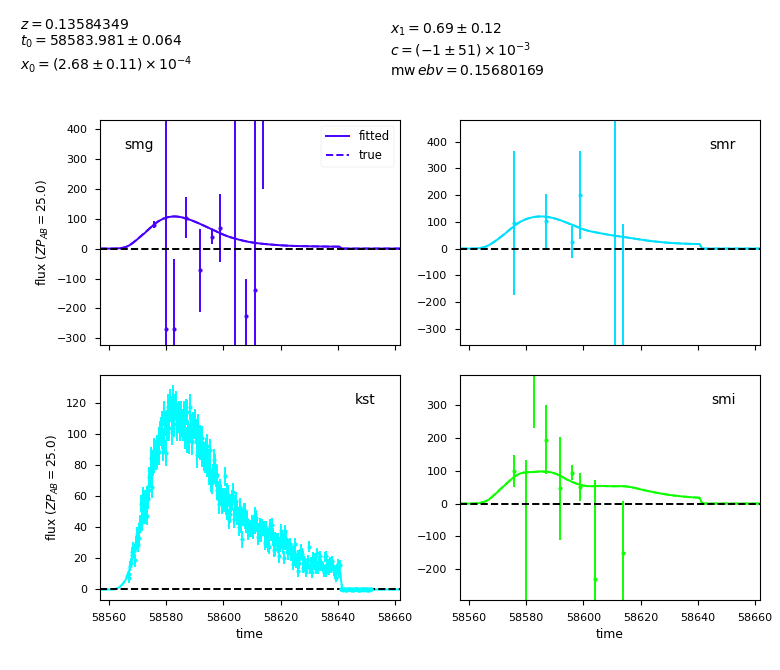 z = 0.13584349
t₀ = 58583.981 ± 0.064
x₀ = (2.68 ± 0.11) × 10⁻⁴
x₁ = 0.69 ± 0.12
c = (−1 ± 51) × 10⁻³
mwebv = 0.15680169
smg
fitted
true
400
300
200
100
0
−100
−200
−300
flux (ZP_AB = 25.0)
smr
400
300
200
100
0
−100
−200
−300
kst
120
100
80
60
40
20
0
flux (ZP_AB = 25.0)
58560 58580 58600 58620 58640 58660
time
smi
300
200
100
0
−100
−200
58560 58580 58600 58620 58640 58660
time